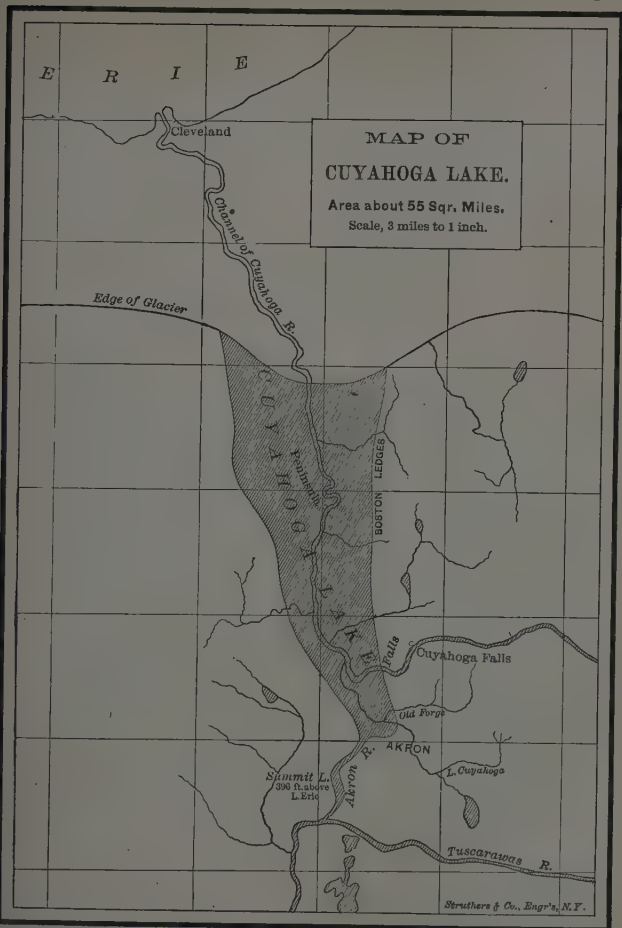 ERIE
Cleveland
MAP OF
CUYAHOGA LAKE.
Area about 55 Sqr. Miles.
Scale, 3 miles to 1 inch.
Channel of Cuyahoga R.
Edge of Glacier
CUYAHOGA LAKE
Peninsula
BOSTON LEDGES
Falls
Cuyahoga Falls
Old Forge
AKRON
L. Cuyahoga
Akron R.
Summit L.
396 ft. above
L. Erie
Tuscarawas R.
Struthers & Co., Engr's, N.Y.